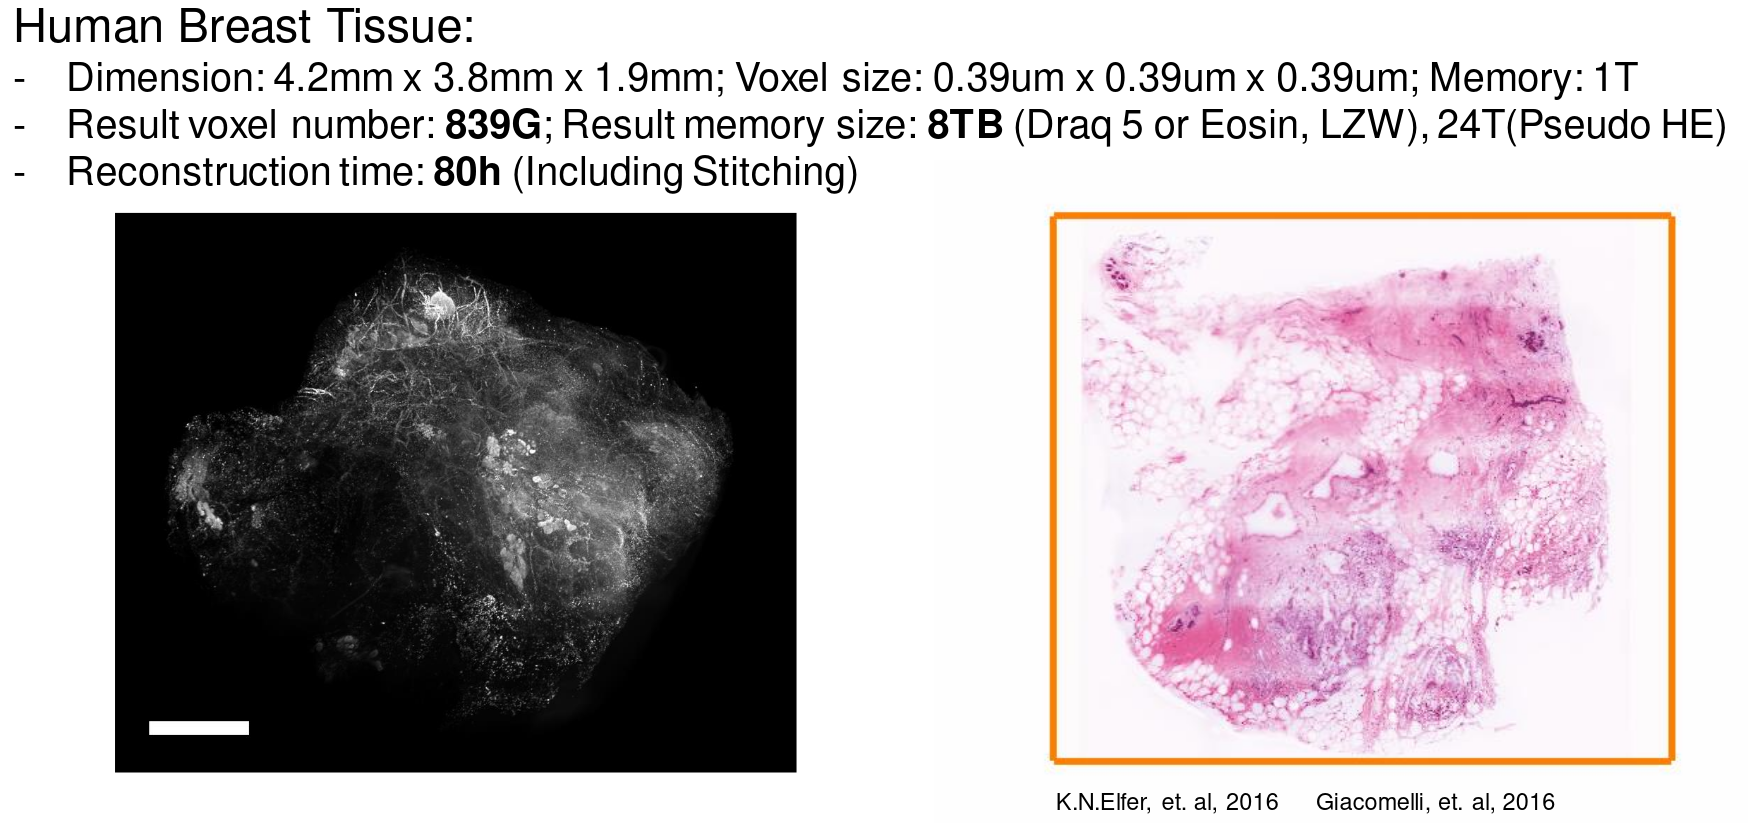 Human Breast Tissue:
- Dimension: 4.2mm x 3.8mm x 1.9mm; Voxel size: 0.39um x 0.39um x 0.39um; Memory: 1T
- Result voxel number: 839G; Result memory size: 8TB (Draq 5 or Eosin, LZW), 24T(Pseudo HE)
- Reconstruction time: 80h (Including Stitching)
K.N.Elfer, et. al, 2016 Giacomelli, et. al, 2016